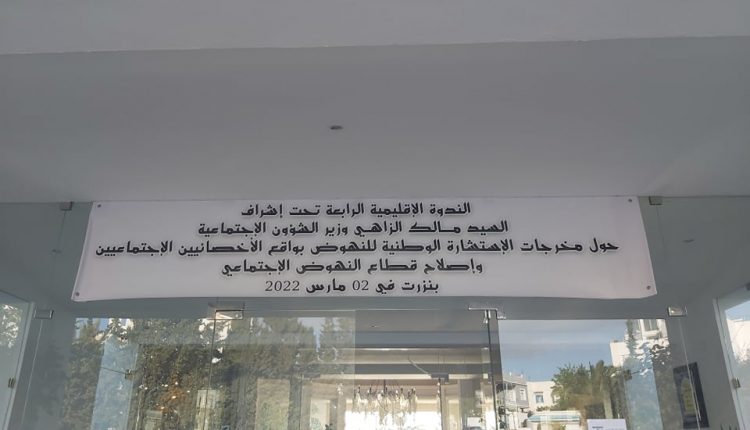 الندوة الإقليمية الرابعة تحت إشراف
السيد مالك الزاهي وزير الشؤون الإجتماعية
حول مخرجات الإستشارة الوطنية للنهوض بواقع الأخصائيين الإجتماعيين
وإصلاح قطاع النهوض الإجتماعي
بنزرت في 02 مارس 2022